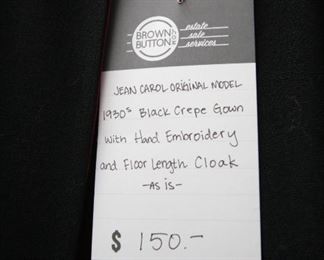 BROWN
BUTTON
estate
sale
services
JEAN CAROL ORIGINAL MODEL
1930s Black Crepe Gown
with Hand Embroidery
and Floor Length Cloak
-AS IS-
$ 150.-